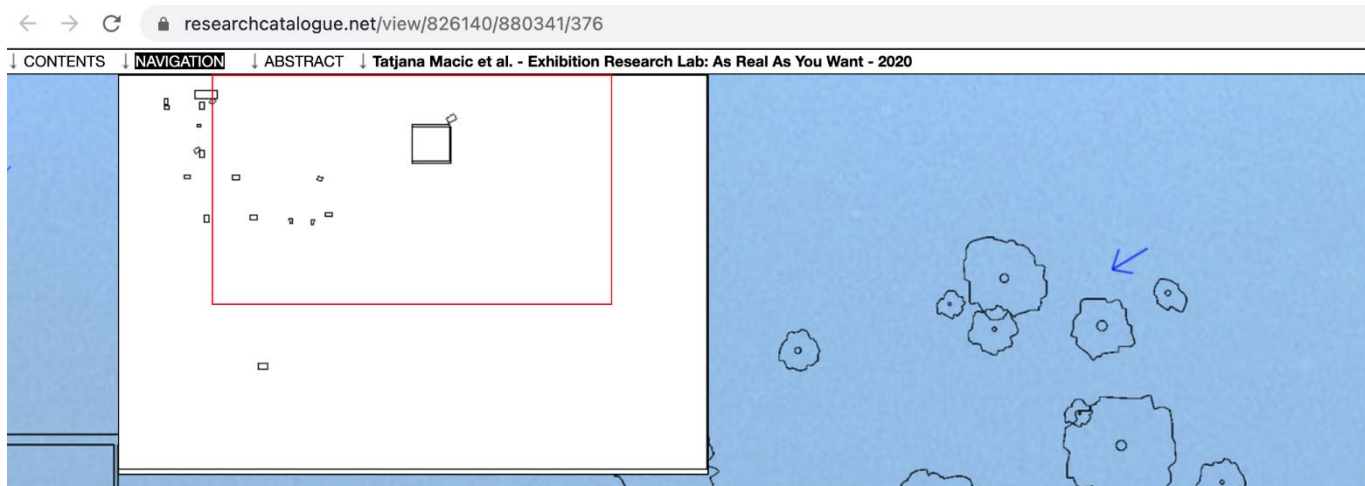 researchcatalogue.net/view/826140/880341/376
↓ CONTENTS ↓ NAVIGATION ↓ ABSTRACT ↓ Tatjana Macic et al. - Exhibition Research Lab: As Real As You Want - 2020